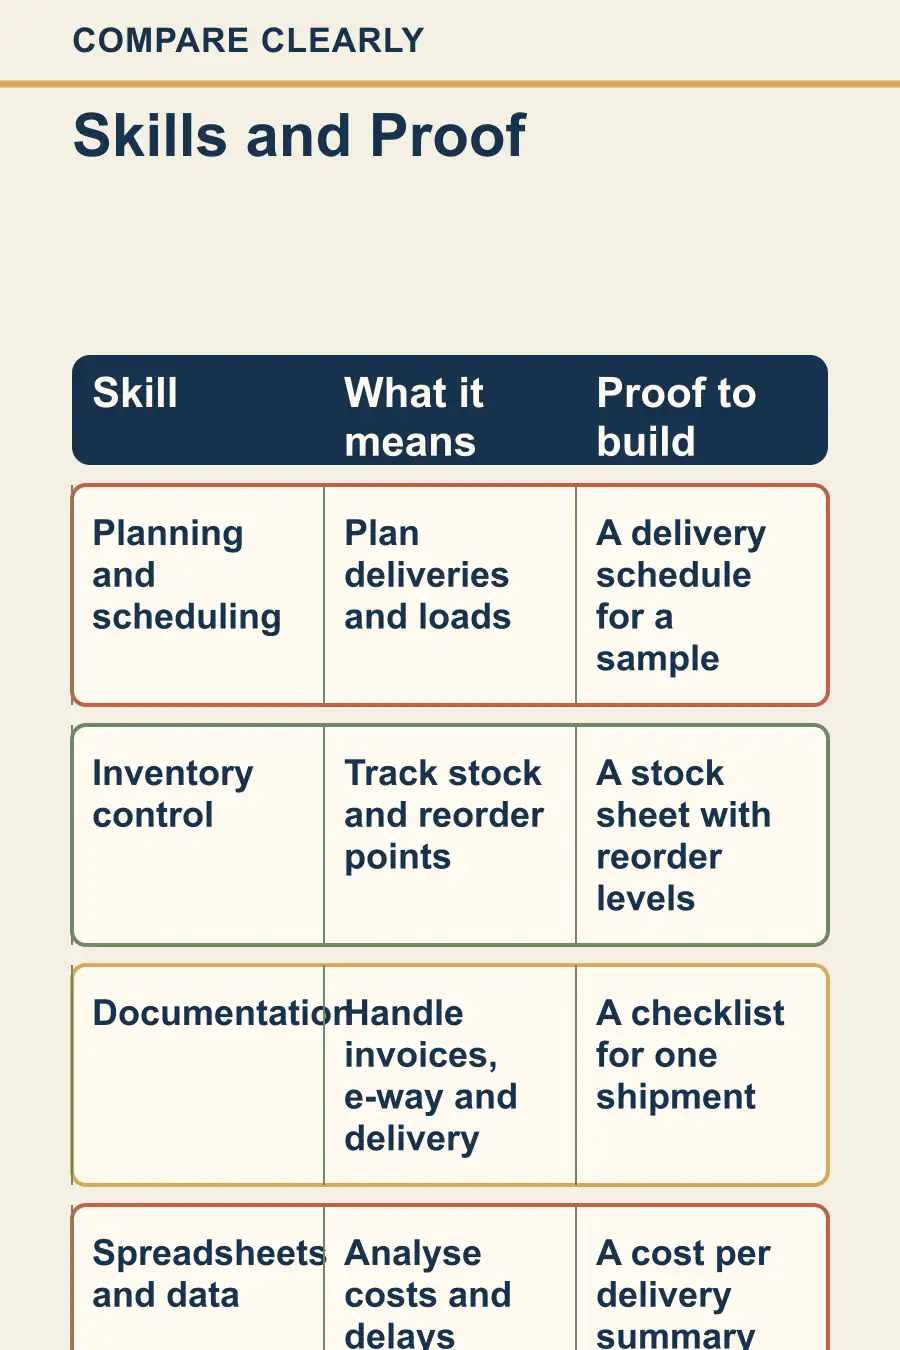 COMPARE CLEARLY
Skills and Proof
Skill
What it
means
Proof to
build
Planning
and
scheduling
Plan
deliveries
and loads
A delivery
schedule
for a
sample
Inventory
control
Track stock
and reorder
points
A stock
sheet with
reorder
levels
Documentation
Handle
invoices,
e-way and
delivery
A checklist
for one
shipment
Spreadsheets
and data
Analyse
costs and
delays
A cost per
delivery
summary